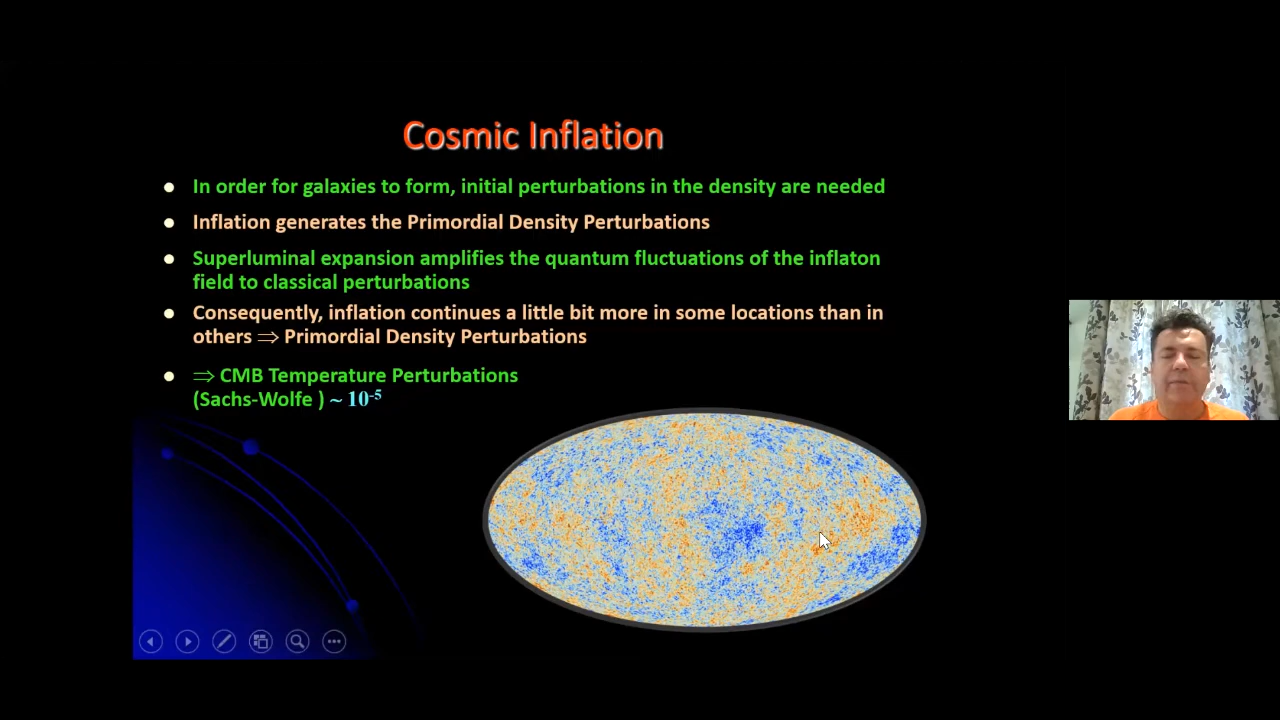 Cosmic Inflation
● In order for galaxies to form, initial perturbations in the density are needed
● Inflation generates the Primordial Density Perturbations
● Superluminal expansion amplifies the quantum fluctuations of the inflaton
field to classical perturbations
● Consequently, inflation continues a little bit more in some locations than in
others ⇒ Primordial Density Perturbations
● ⇒ CMB Temperature Perturbations
(Sachs-Wolfe ) ~ 10⁻⁵